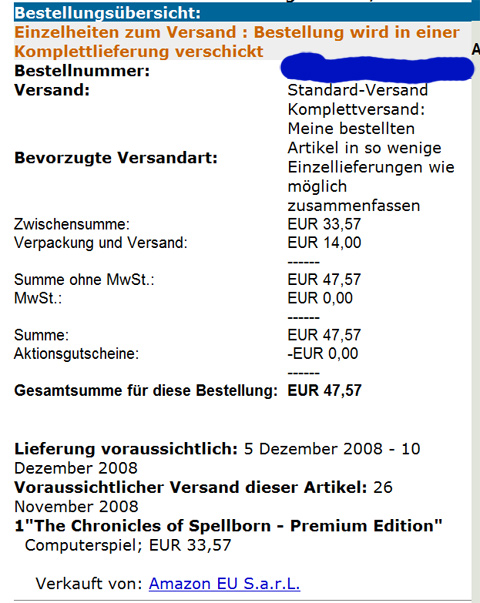 Bestellungsübersicht:
Einzelheiten zum Versand : Bestellung wird in einer
Komplettlieferung verschickt
A
Bestellnummer:
Versand: Standard-Versand
Bevorzugte Versandart: Komplettversand:
Meine bestellten
Artikel in so wenige
Einzellieferungen wie
möglich
zusammenfassen
Zwischensumme: EUR 33,57
Verpackung und Versand: EUR 14,00
------
Summe ohne MwSt.: EUR 47,57
MwSt.: EUR 0,00
------
Summe: EUR 47,57
Aktionsgutscheine: -EUR 0,00
------
Gesamtsumme für diese Bestellung: EUR 47,57
Lieferung voraussichtlich: 5 Dezember 2008 - 10
Dezember 2008
Voraussichtlicher Versand dieser Artikel: 26
November 2008
1"The Chronicles of Spellborn - Premium Edition"
Computerspiel; EUR 33,57
Verkauft von: Amazon EU S.a.r.L.